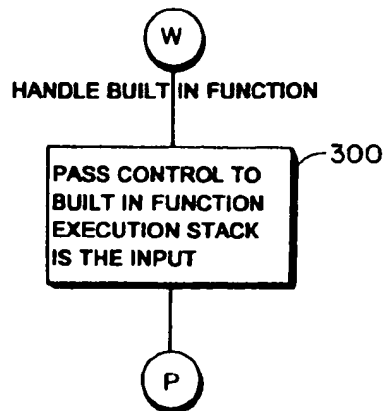 W
HANDLE BUILT IN FUNCTION
300
PASS CONTROL TO
BUILT IN FUNCTION
EXECUTION STACK
IS THE INPUT
P